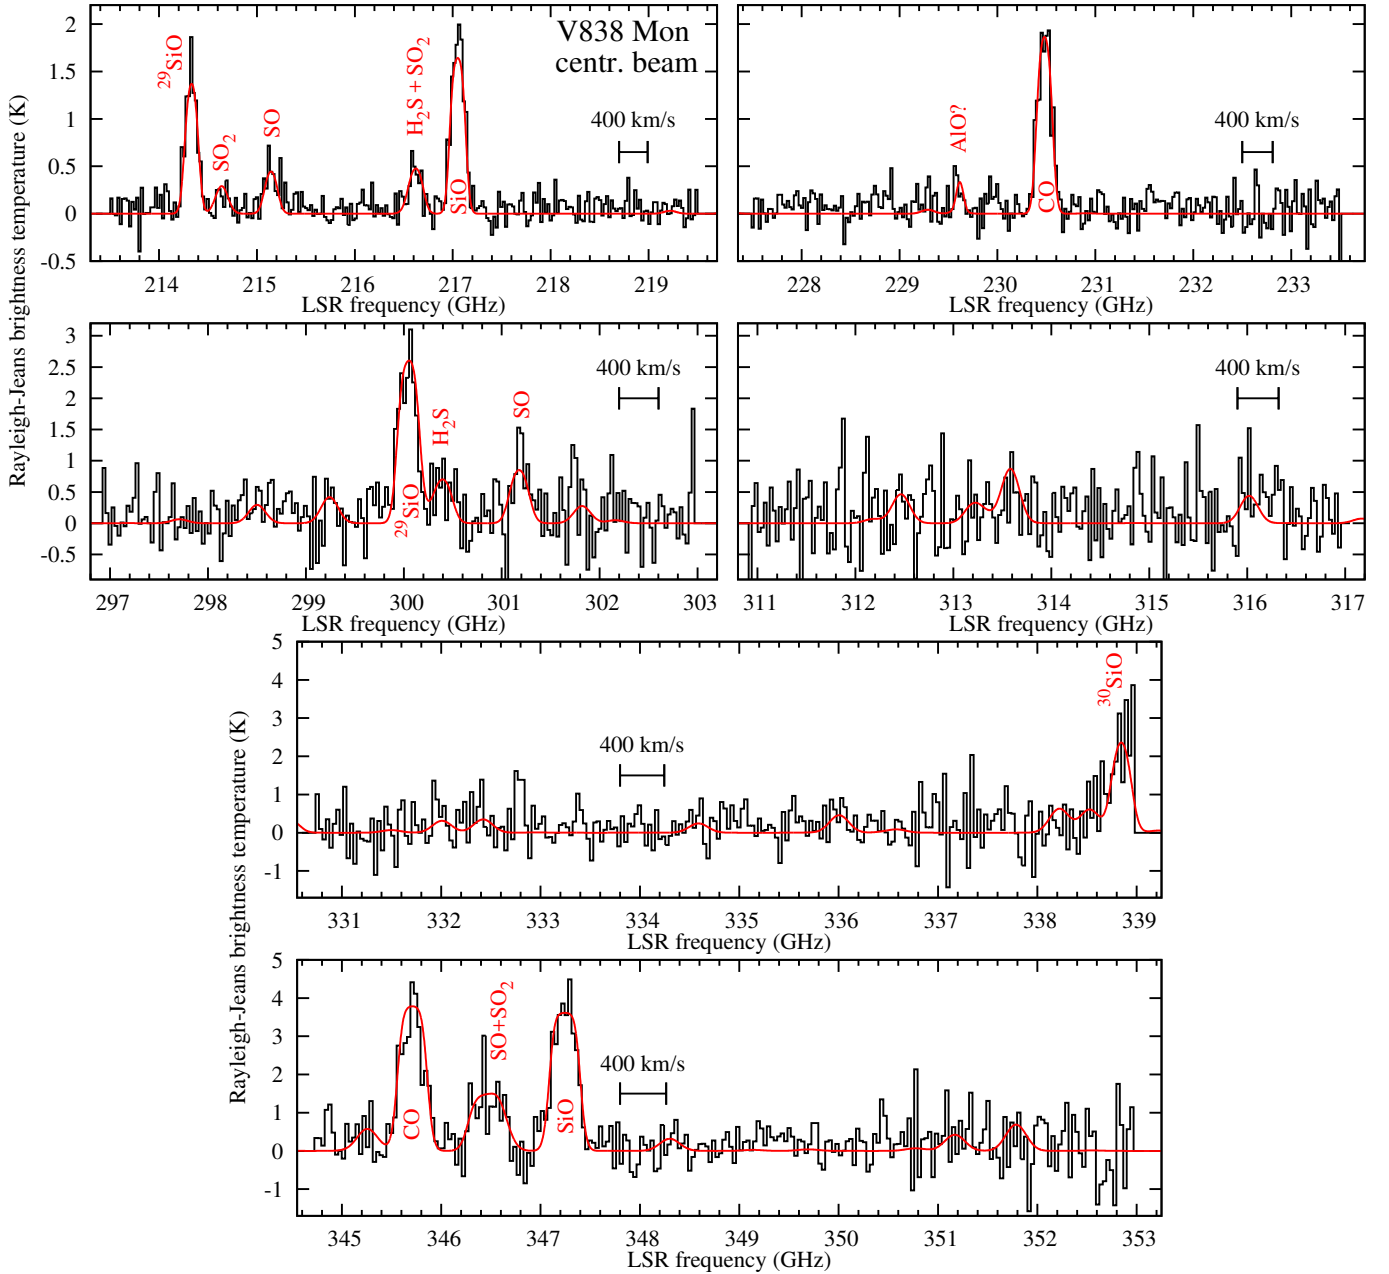 V838 Mon
centr. beam
²⁹SiO
SO₂
SO
H₂S + SO₂
SiO
400 km/s
2
1.5
1
0.5
0
-0.5
214 215 216 217 218 219
LSR frequency (GHz)
AlO?
CO
400 km/s
228 229 230 231 232 233
LSR frequency (GHz)
Rayleigh-Jeans brightness temperature (K)
3
2.5
2
1.5
1
0.5
0
-0.5
²⁹SiO
H₂S
SO
400 km/s
297 298 299 300 301 302 303
LSR frequency (GHz)
400 km/s
311 312 313 314 315 316 317
LSR frequency (GHz)
5
4
3
2
1
0
-1
400 km/s
³⁰SiO
331 332 333 334 335 336 337 338 339
LSR frequency (GHz)
Rayleigh-Jeans brightness temperature (K)
5
4
3
2
1
0
-1
CO
SO+SO₂
SiO
400 km/s
345 346 347 348 349 350 351 352 353
LSR frequency (GHz)